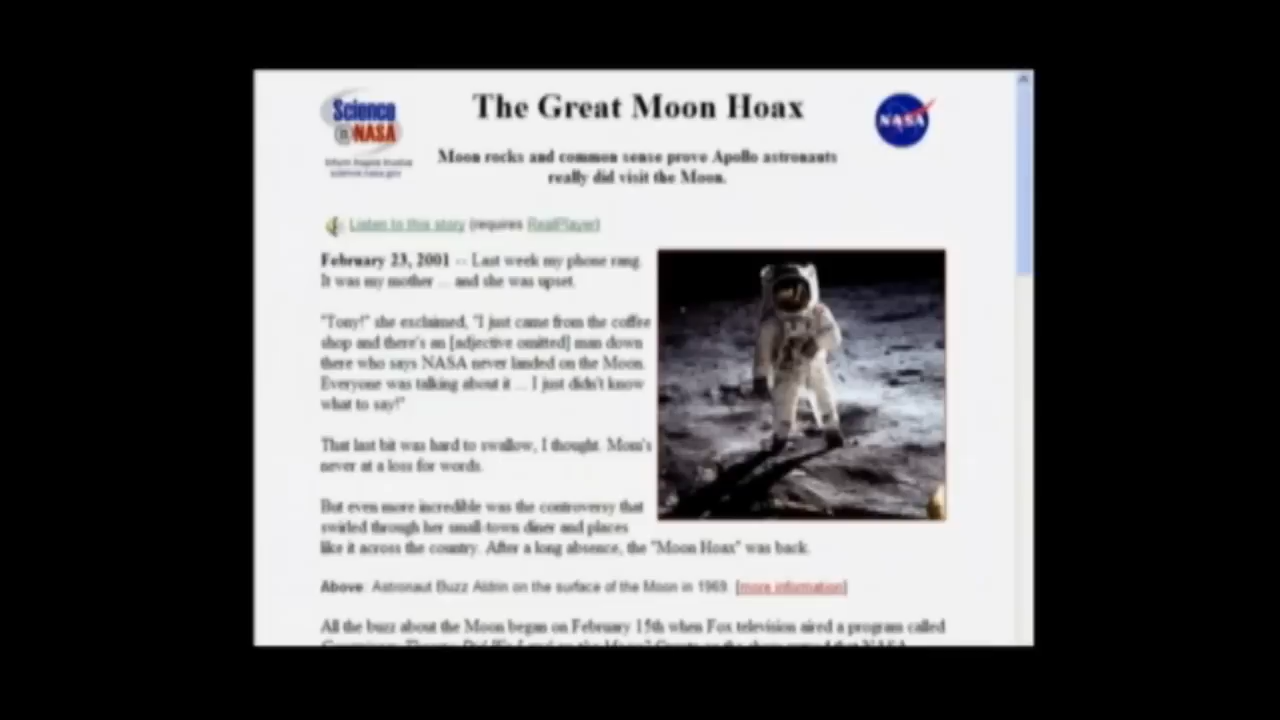 Science
@NASA
science.nasa.gov
The Great Moon Hoax
NASA
Moon rocks and common sense prove Apollo astronauts
really did visit the Moon.
Listen to this story (requires RealPlayer)
February 23, 2001 -- Last week my phone rang.
It was my mother ... and she was upset.
"Tony!" she exclaimed, "I just came from the coffee
shop and there's an [adjective omitted] man down
there who says NASA never landed on the Moon.
Everyone was talking about it ... I just didn't know
what to say!"
That last bit was hard to swallow, I thought. Mom's
never at a loss for words.
But even more incredible was the controversy that
swirled through her small-town diner and places
like it across the country. After a long absence, the "Moon Hoax" was back.
Above: Astronaut Buzz Aldrin on the surface of the Moon in 1969. [more information]
All the buzz about the Moon began on February 15th when Fox television aired a program called